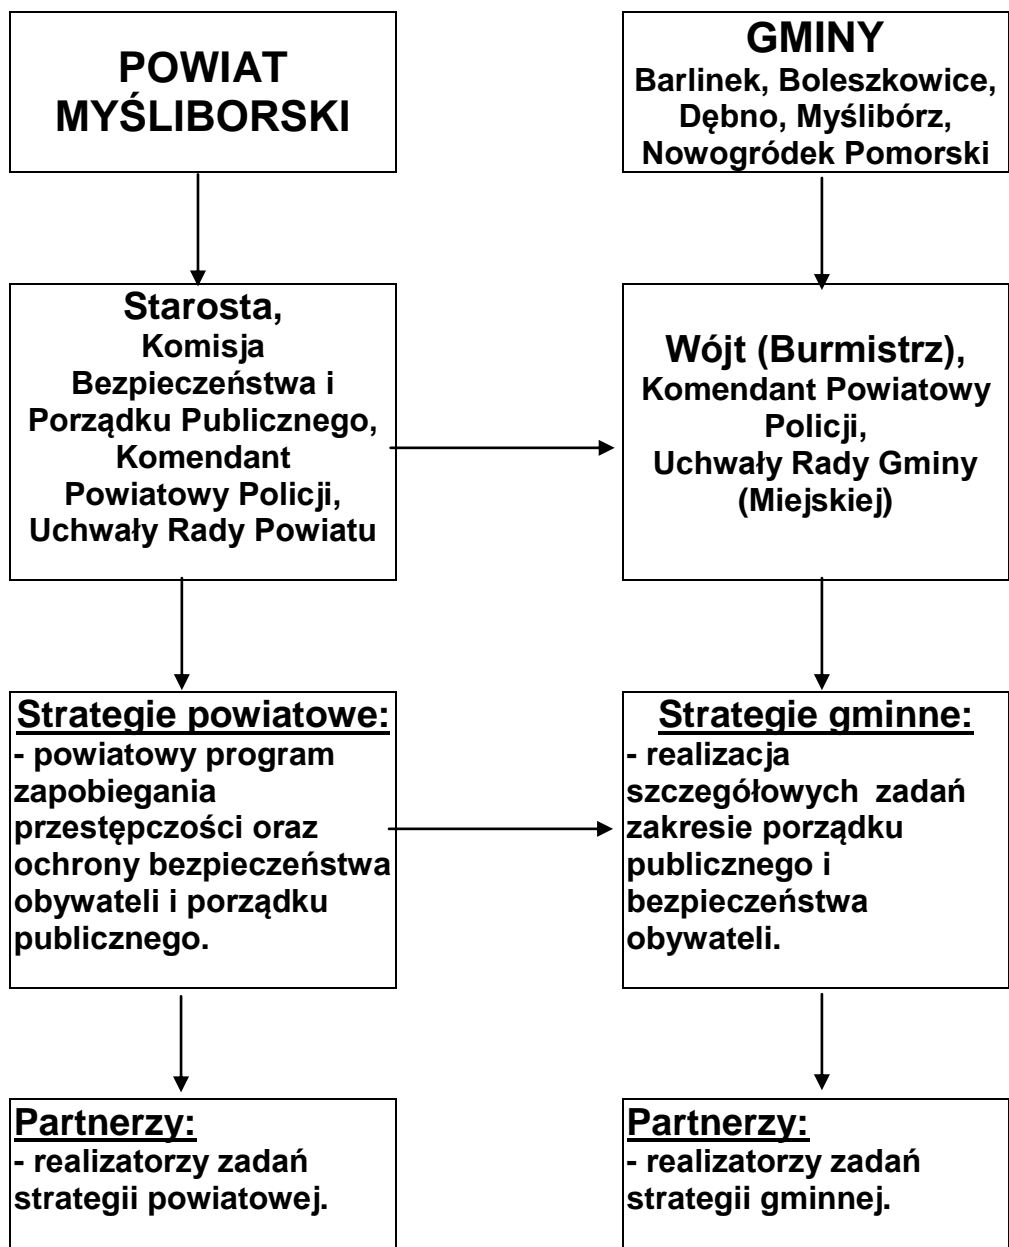 POWIAT
MYŚLIBORSKI
GMINY
Barlinek, Boleszkowice,
Dębno, Myślibórz,
Nowogródek Pomorski
Starosta,
Komisja
Bezpieczeństwa i
Porządku Publicznego,
Komendant
Powiatowy Policji,
Uchwały Rady Powiatu
Wójt (Burmistrz),
Komendant Powiatowy
Policji,
Uchwały Rady Gminy
(Miejskiej)
Strategie powiatowe:
- powiatowy program
zapobiegania
przestępczości oraz
ochrony bezpieczeństwa
obywateli i porządku
publicznego.
Strategie gminne:
- realizacja
szczegółowych zadań
zakresie porządku
publicznego i
bezpieczeństwa
obywateli.
Partnerzy:
- realizatorzy zadań
strategii powiatowej.
Partnerzy:
- realizatorzy zadań
strategii gminnej.